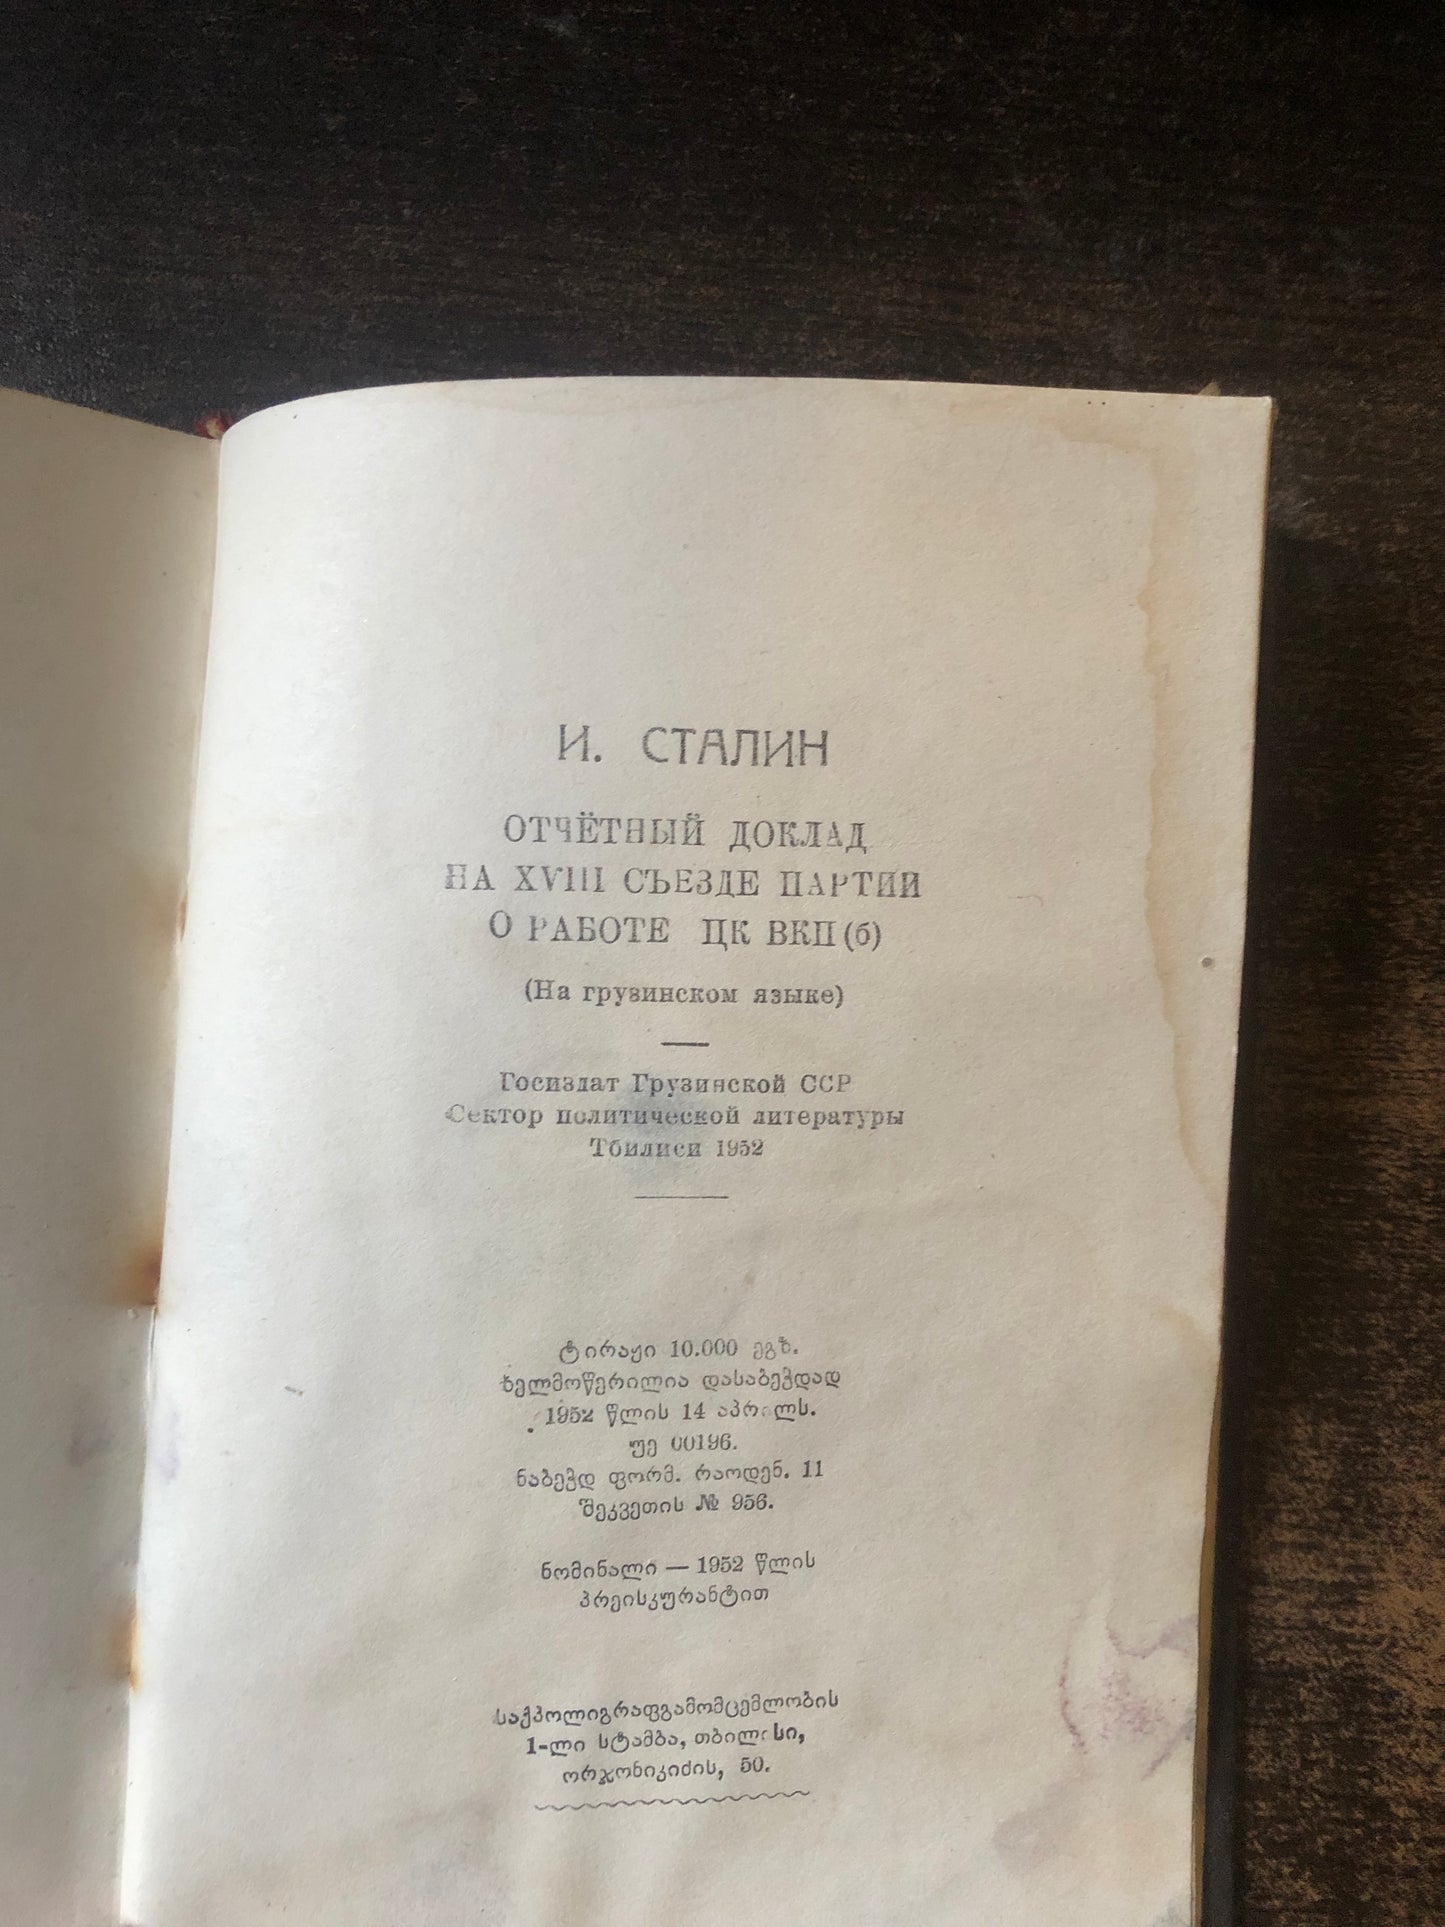 И. СТАЛИН
ОТЧЁТНЫЙ ДОКЛАД
НА XVIII СЪЕЗДЕ ПАРТИИ
О РАБОТЕ ЦК ВКП(б)
(На грузинском языке)
Госиздат Грузинской ССР
Сектор политической литературы
Тбилиси 1952
ტირაჟი 10.000 ეგზ.
ხელმოწერილია დასაბეჭდად
1952 წლის 14 აპრილს.
უე 00196.
ნაბეჭდ ფორმ. რაოდენ. 11
შეკვეთის № 956.
ნომინალი — 1952 წლის
პრეისკურანტით
საქპოლიგრაფგამომცემლობის
1-ლი სტამბა, თბილისი,
ორჯონიკიძის, 50.